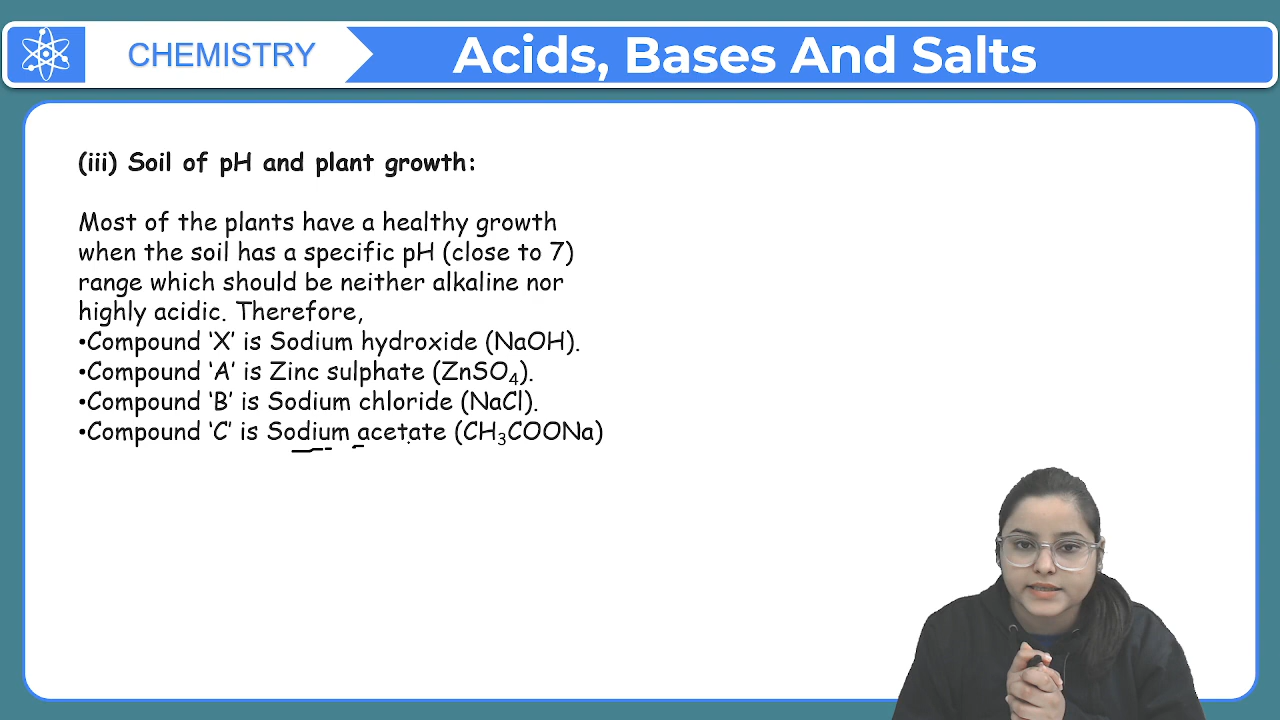 CHEMISTRY
Acids, Bases And Salts
(iii) Soil of pH and plant growth:
Most of the plants have a healthy growth
when the soil has a specific pH (close to 7)
range which should be neither alkaline nor
highly acidic. Therefore,
•Compound ‘X’ is Sodium hydroxide (NaOH).
•Compound ‘A’ is Zinc sulphate (ZnSO₄).
•Compound ‘B’ is Sodium chloride (NaCl).
•Compound ‘C’ is Sodium acetate (CH₃COONa)